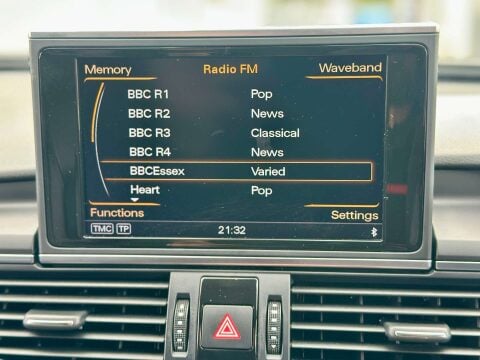 Memory Radio FM Waveband
BBC R1 Pop
BBC R2 News
BBC R3 Classical
BBC R4 News
BBCEssex Varied
Heart Pop
Functions Settings
TMC TP 21:32